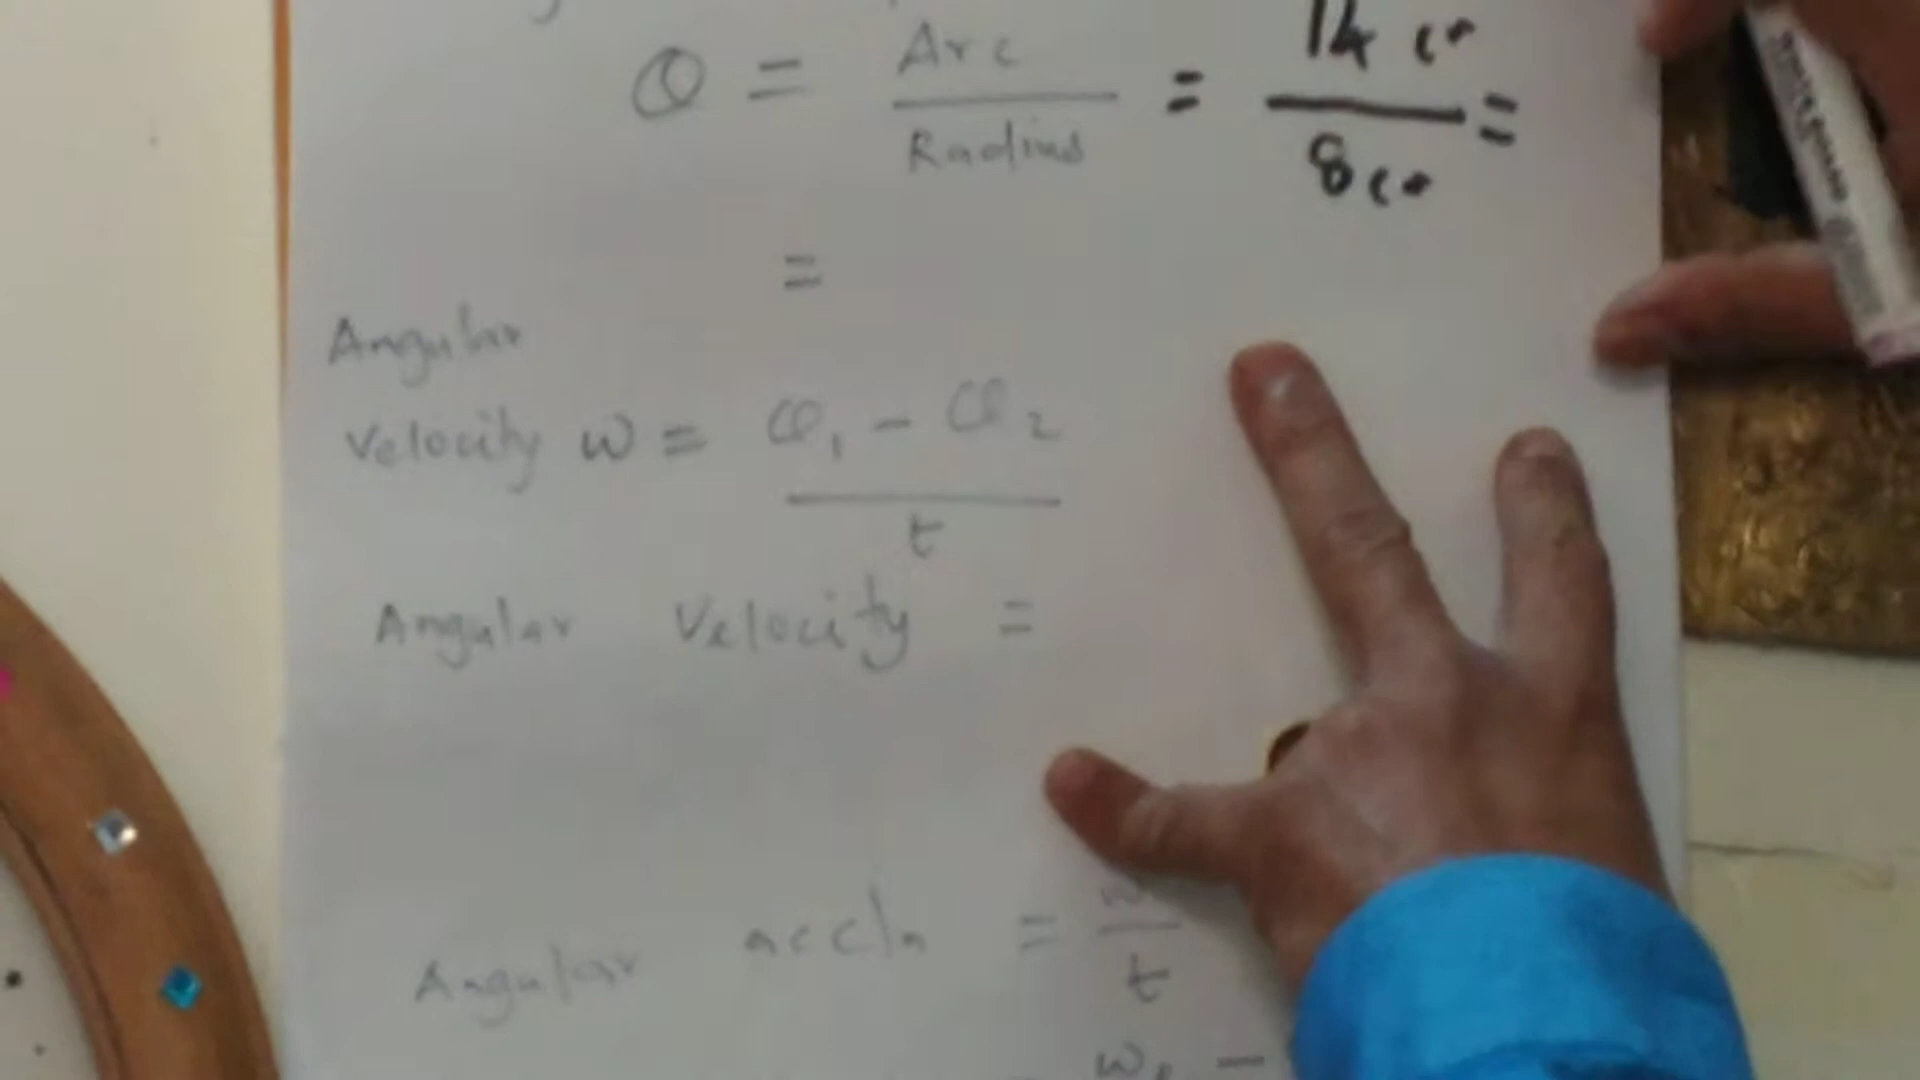 θ = Arc / Radius = 14 cm / 8 cm =
=
Angular
Velocity ω = θ₁ - θ₂ / t
Angular Velocity =
Angular accln = ω / t
ω